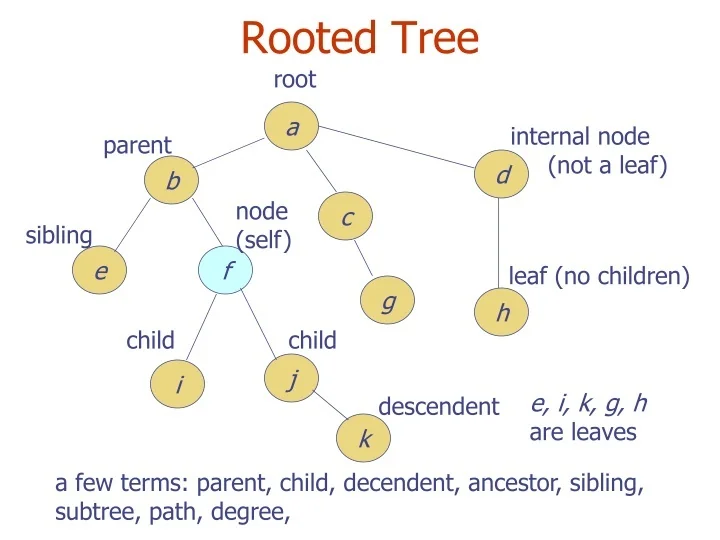 Rooted Tree
root
a
parent
internal node
(not a leaf)
b
d
node
(self)
c
sibling
e
f
g
leaf (no children)
h
child
child
i
j
descendent
k
e, i, k, g, h
are leaves
a few terms: parent, child, decendent, ancestor, sibling,
subtree, path, degree,